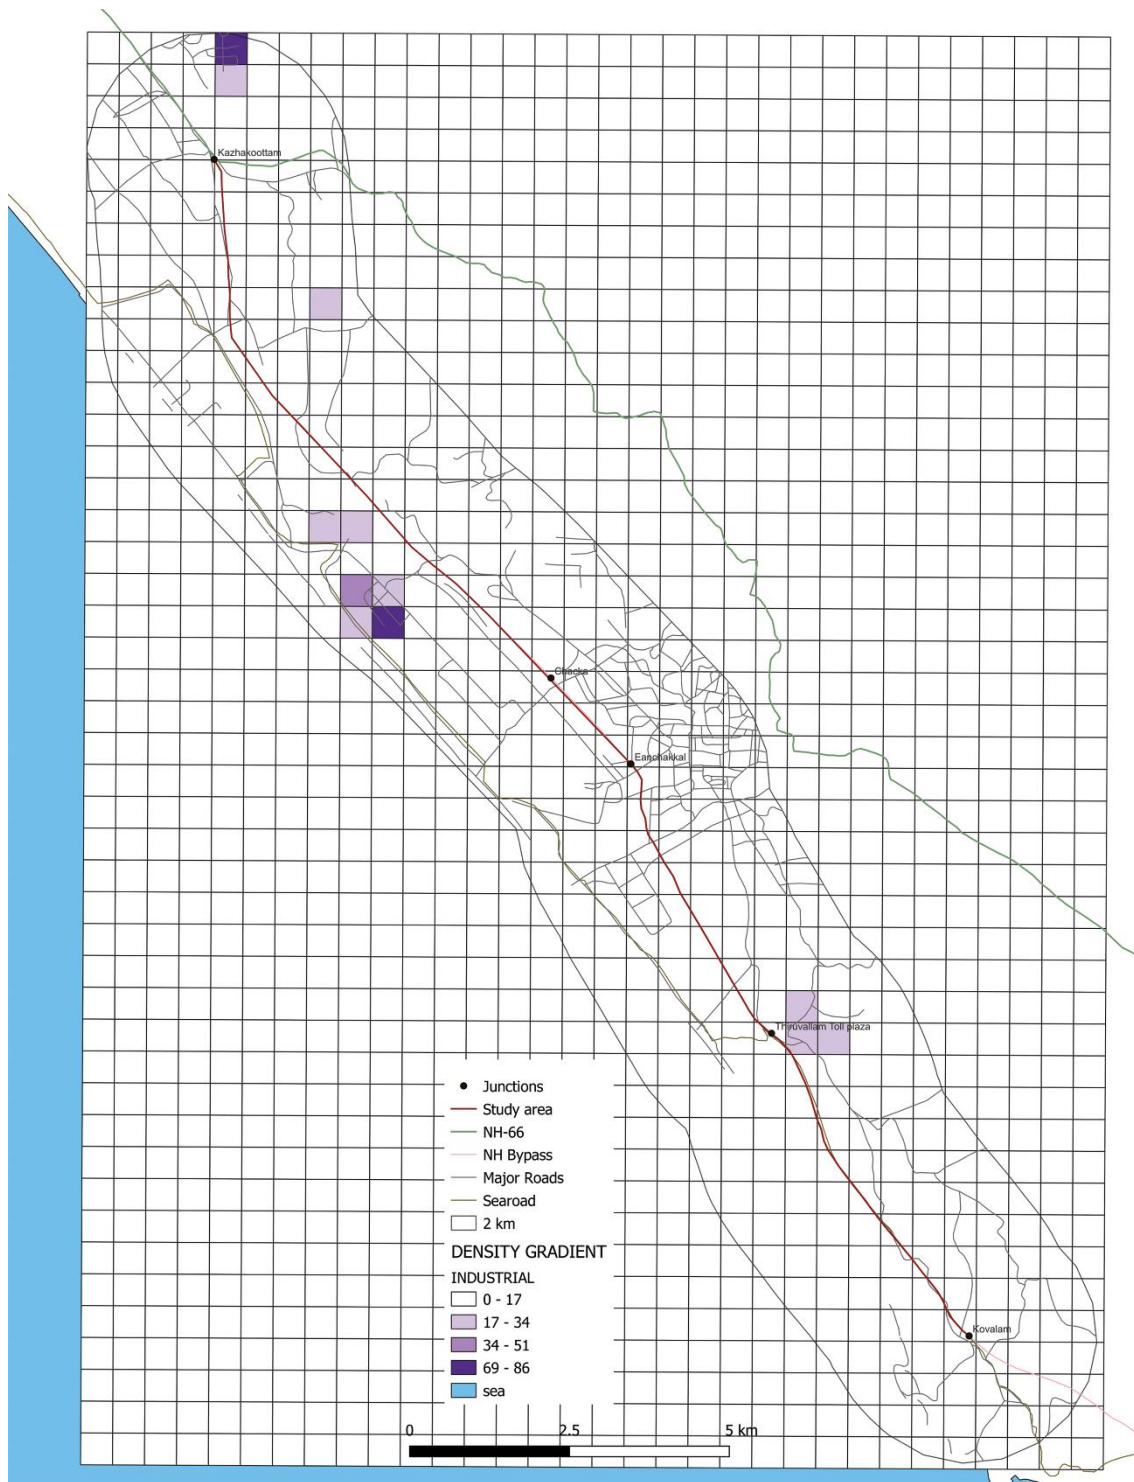 Kazhakoottam
Chacka
Eanchakkal
Thiruvallam Toll plaza
Junctions
Study area
NH-66
NH Bypass
Major Roads
Searoad
2 km
DENSITY GRADIENT
INDUSTRIAL
0 - 17
17 - 34
34 - 51
69 - 86
sea
Kovalam
0 2.5 5 km